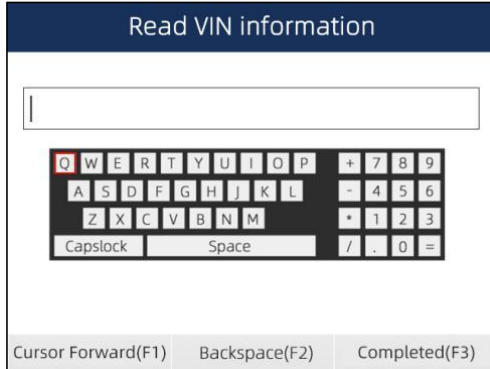 Read VIN information
Q W E R T Y U I O P + 7 8 9
A S D F G H J K L - 4 5 6
Z X C V B N M * 1 2 3
Capslock Space / . 0 =
Cursor Forward(F1) Backspace(F2) Completed(F3)